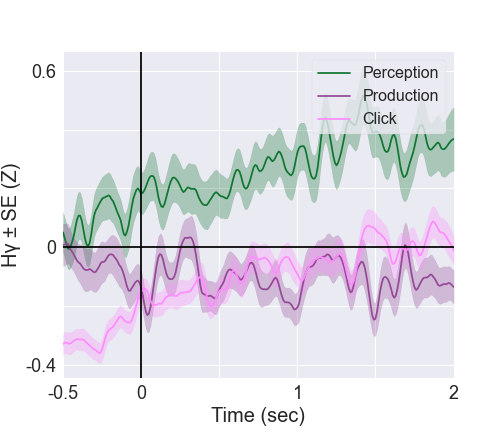 Perception
Production
Click
0.6
0
-0.4
Hγ ± SE (Z)
-0.5
0
1
2
Time (sec)